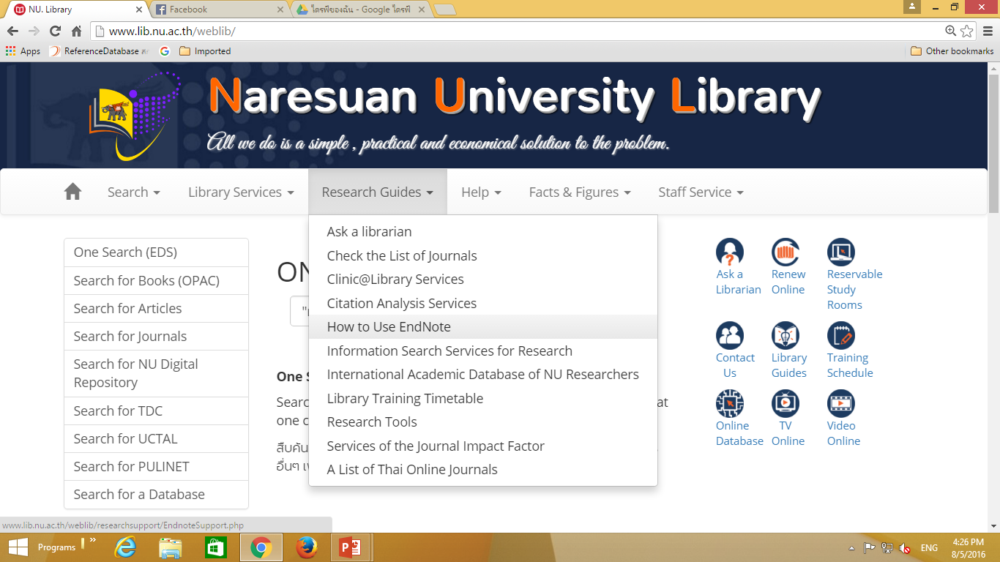 NU. Library
Facebook
ไดรฟ์ของฉัน - Google ไดรฟ์
www.lib.nu.ac.th/weblib/
Apps
ReferenceDatabase
Imported
Other bookmarks
Naresuan University Library
All we do is a simple , practical and economical solution to the problem.
Search
Library Services
Research Guides
Help
Facts & Figures
Staff Service
One Search (EDS)
Search for Books (OPAC)
Search for Articles
Search for Journals
Search for NU Digital
Repository
Search for TDC
Search for UCTAL
Search for PULINET
Search for a Database
Ask a librarian
Check the List of Journals
Clinic@Library Services
Citation Analysis Services
How to Use EndNote
Information Search Services for Research
International Academic Database of NU Researchers
Library Training Timetable
Research Tools
Services of the Journal Impact Factor
A List of Thai Online Journals
ON
One S
Searc
at
one c
สืบค้น
อื่นๆ
Ask a
Librarian
Renew
Online
Reservable
Study
Rooms
Contact
Us
Library
Guides
Training
Schedule
Online
Database
TV
Online
Video
Online
www.lib.nu.ac.th/weblib/researchsupport/EndnoteSupport.php
Programs
ENG
4:26 PM
8/5/2016